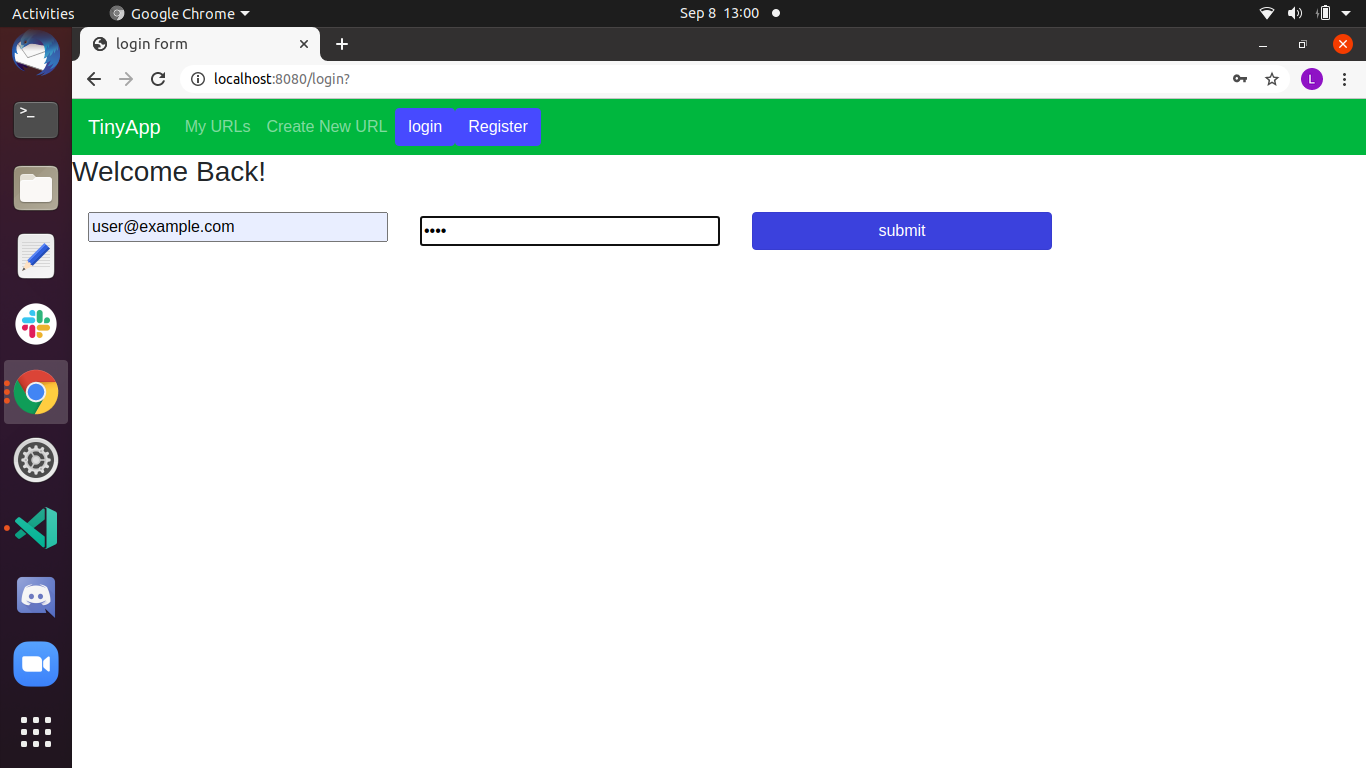 Activities Google Chrome Sep 8 13:00
login form
localhost:8080/login? L
TinyApp My URLs Create New URL login Register
Welcome Back!
user@example.com •••• submit